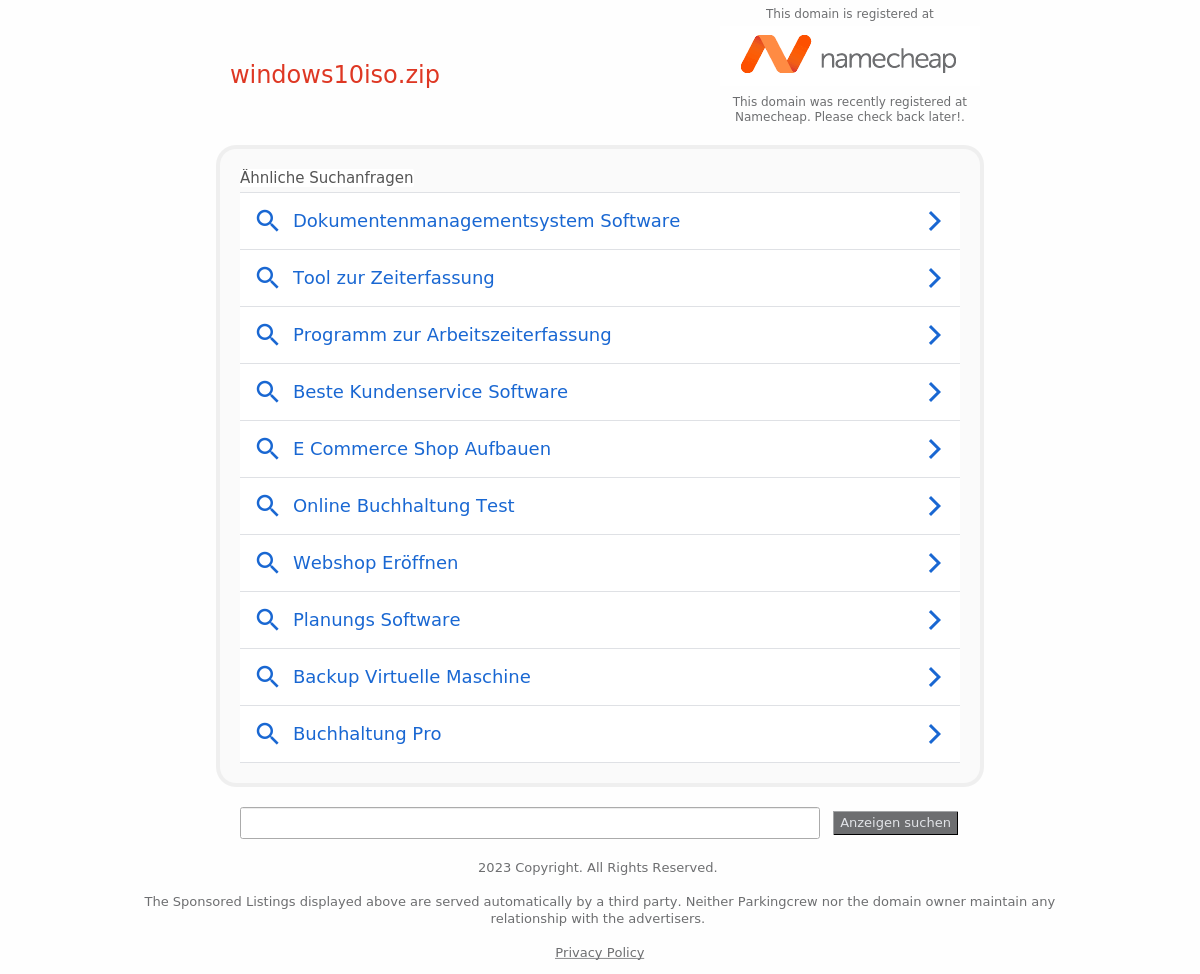 This domain is registered at
namecheap
windows10iso.zip
This domain was recently registered at
Namecheap. Please check back later!.
Ähnliche Suchanfragen
Dokumentenmanagementsystem Software
Tool zur Zeiterfassung
Programm zur Arbeitszeiterfassung
Beste Kundenservice Software
E Commerce Shop Aufbauen
Online Buchhaltung Test
Webshop Eröffnen
Planungs Software
Backup Virtuelle Maschine
Buchhaltung Pro
Anzeigen suchen
2023 Copyright. All Rights Reserved.
The Sponsored Listings displayed above are served automatically by a third party. Neither Parkingcrew nor the domain owner maintain any
relationship with the advertisers.
Privacy Policy